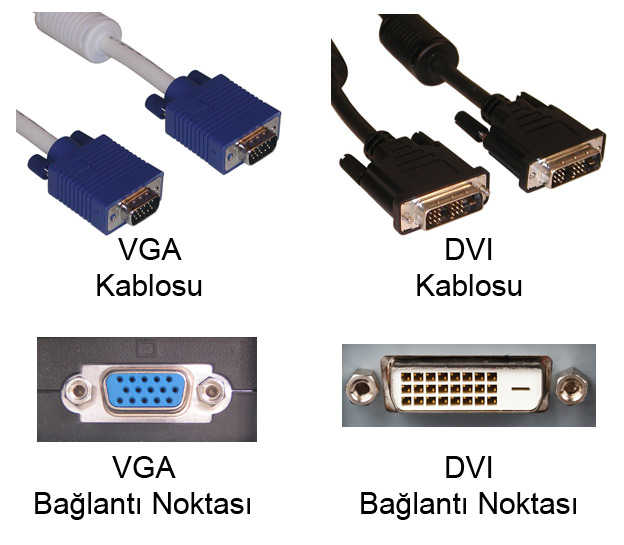 VGA
Kablosu
DVI
Kablosu
VGA
Bağlantı Noktası
DVI
Bağlantı Noktası